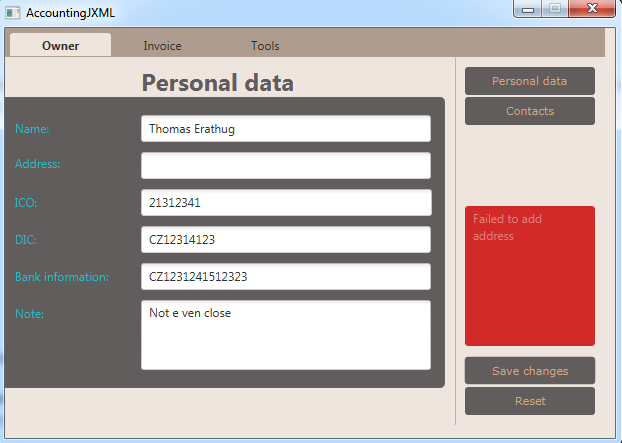 AccountingJXML
Owner
Invoice
Tools
Personal data
Name:
Thomas Erathug
Address:
ICO:
21312341
DIC:
CZ12314123
Bank information:
CZ1231241512323
Note:
Not e ven close
Personal data
Contacts
Failed to add
address
Save changes
Reset